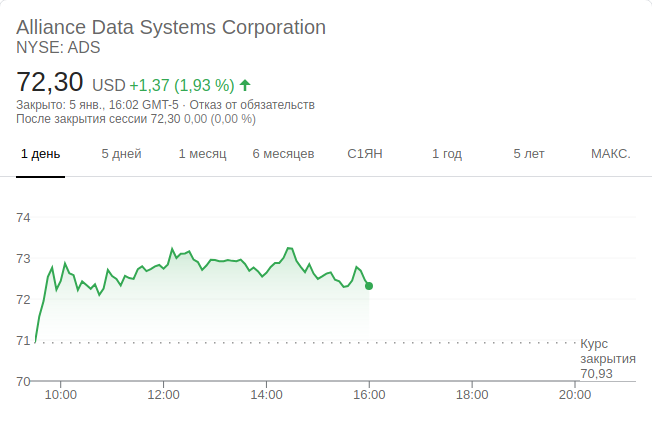 Alliance Data Systems Corporation
NYSE: ADS
72,30 USD +1,37 (1,93 %)
Закрыто: 5 янв., 16:02 GMT-5 · Отказ от обязательств
После закрытия сессии 72,30 0,00 (0,00 %)
1 день 5 дней 1 месяц 6 месяцев С1ЯН 1 год 5 лет МАКС.
74
73
72
71
Курс
закрытия
70,93
70
10:00 12:00 14:00 16:00 18:00 20:00